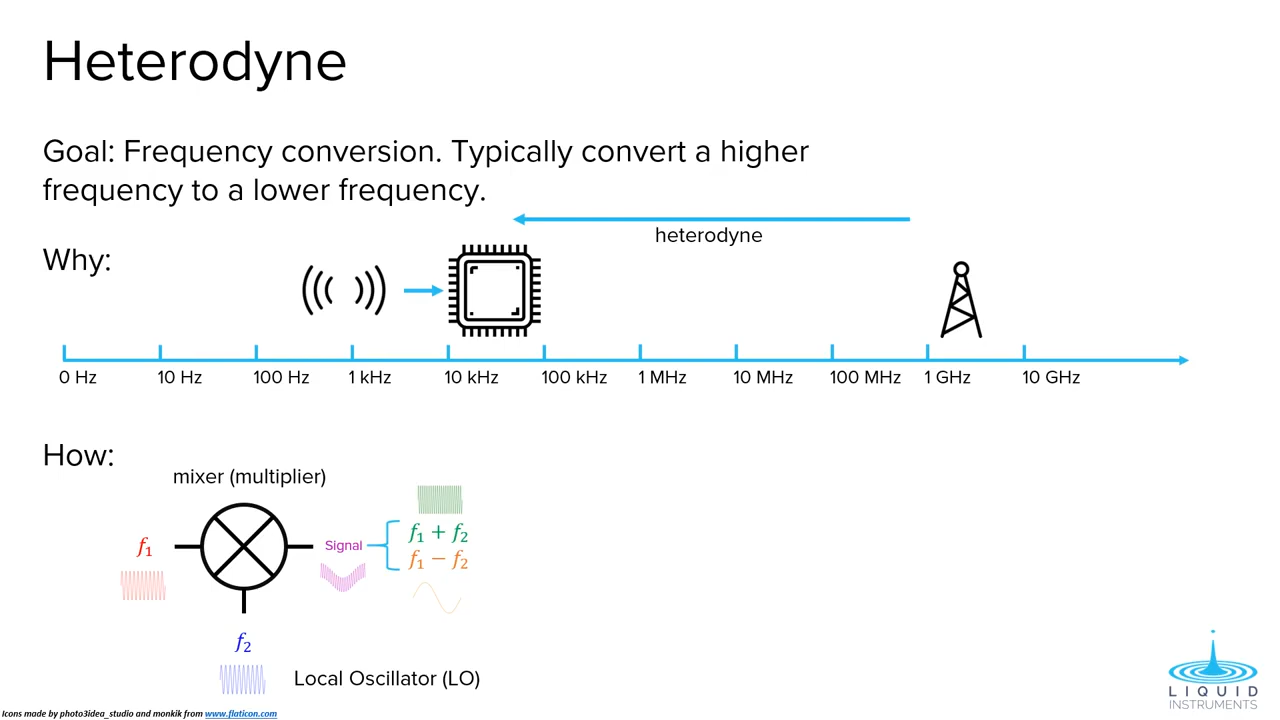 Heterodyne
Goal: Frequency conversion. Typically convert a higher
frequency to a lower frequency.
heterodyne
Why:
0 Hz
10 Hz
100 Hz
1 kHz
10 kHz
100 kHz
1 MHz
10 MHz
100 MHz
1 GHz
10 GHz
How:
mixer (multiplier)
f₁
Signal
f₁ + f₂
f₁ − f₂
f₂
Local Oscillator (LO)
LIQUID
INSTRUMENTS
Icons made by photo3idea_studio and monkik from www.flaticon.com